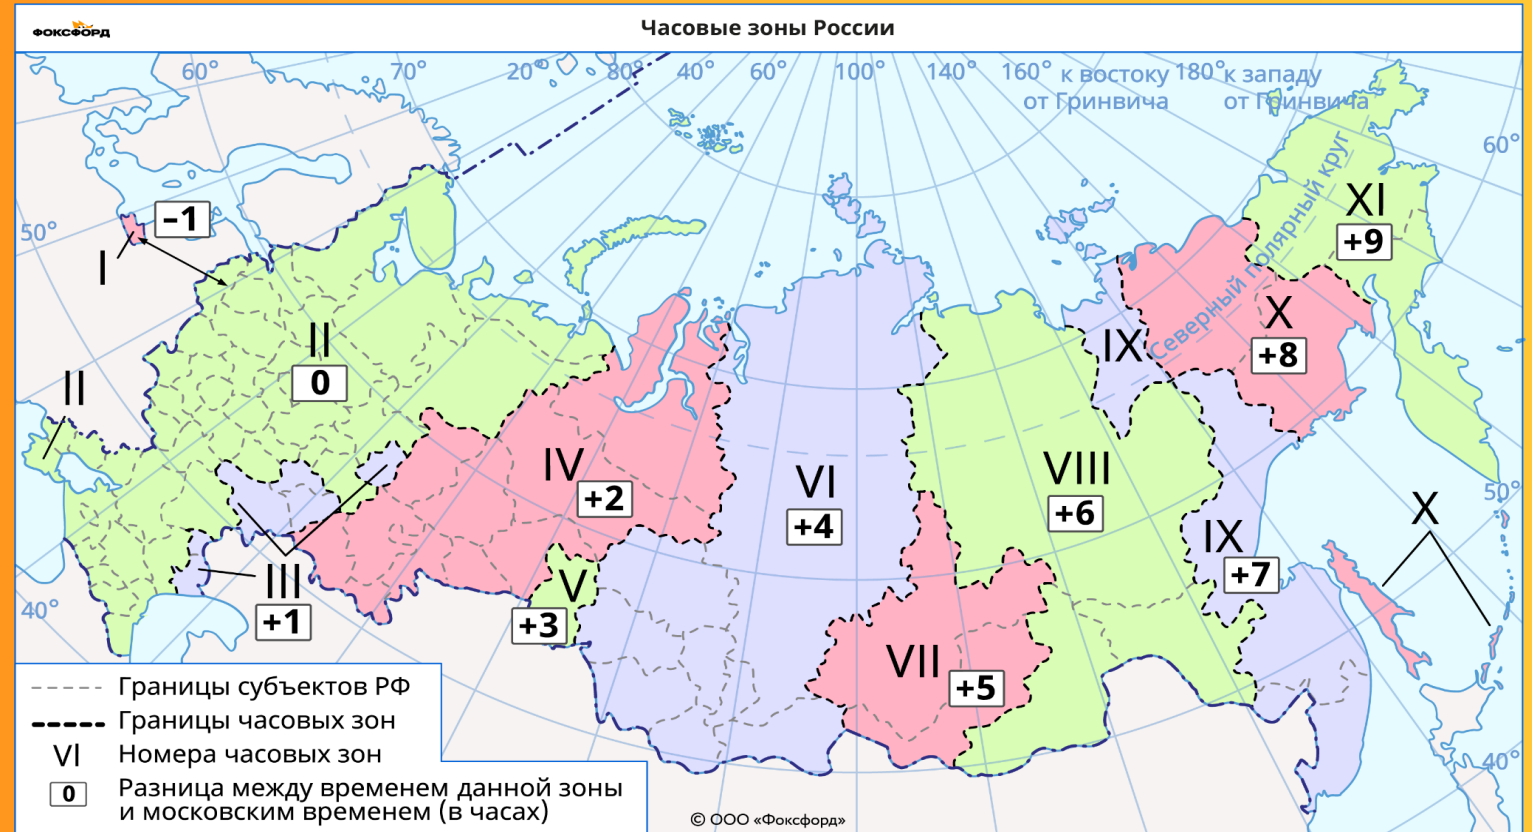 ФОКСФОРД
Часовые зоны России
60° 70° 20° 80° 40° 60° 100° 140° 160° к востоку 180° к западу
от Гринвича от Гринвича
60°
Северный полярный круг
50°
–1
I
XI
+9
II
0
X
+8
IX
II
IV
+2
VI
+4
VIII
+6
50°
X
IX
+7
III
+1
V
+3
40°
VII
+5
40°
Границы субъектов РФ
Границы часовых зон
VI Номера часовых зон
0 Разница между временем данной зоны
и московским временем (в часах)
© ООО «Фоксфорд»